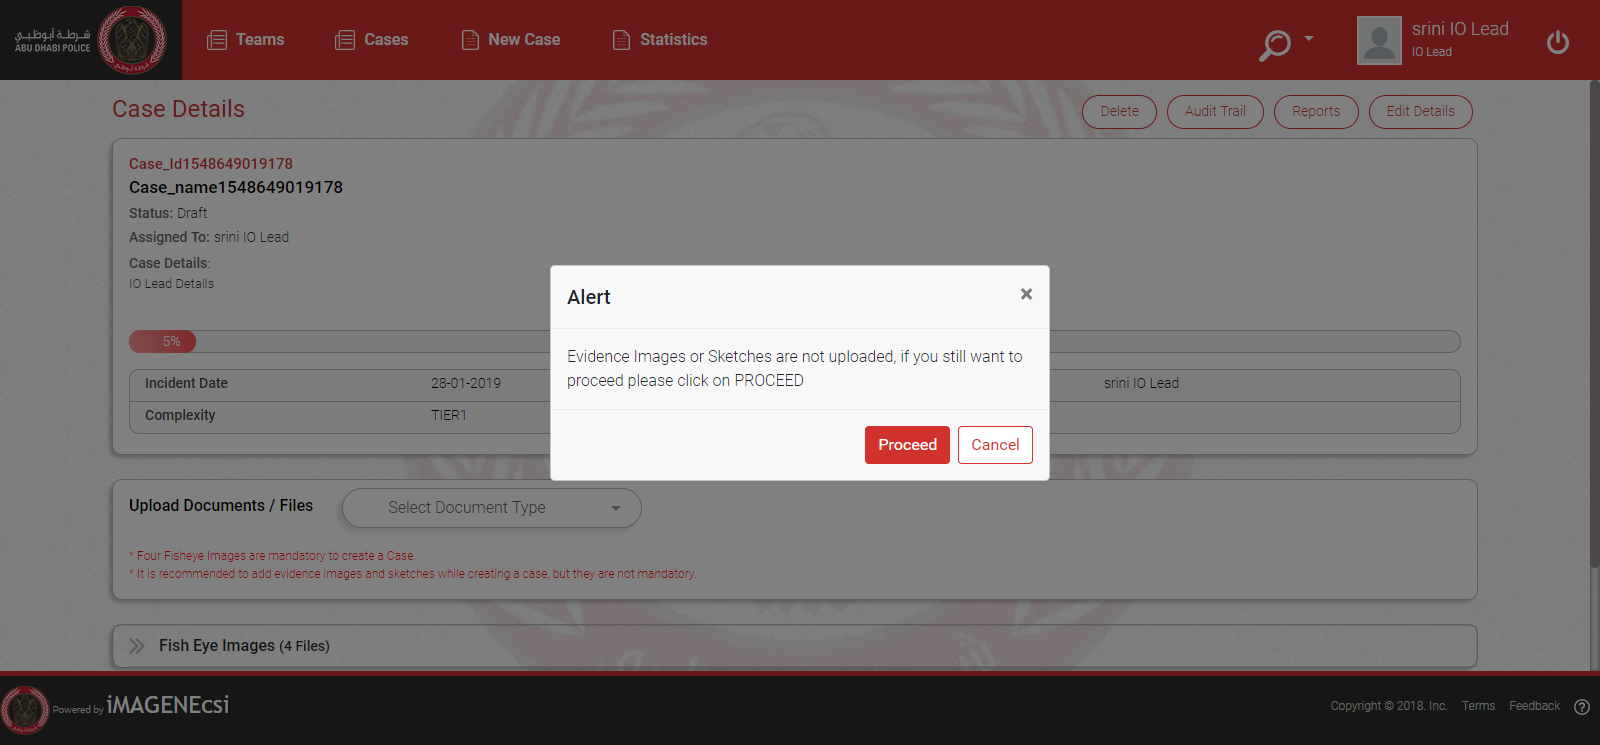 شرطة أبوظبي
ABU DHABI POLICE
Teams
Cases
New Case
Statistics
srini IO Lead
IO Lead
Case Details
Delete
Audit Trail
Reports
Edit Details
Case_Id1548649019178
Case_name1548649019178
Status: Draft
Assigned To: srini IO Lead
Case Details:
IO Lead Details
5%
Incident Date
28-01-2019
srini IO Lead
Complexity
TIER1
Alert
×
Evidence Images or Sketches are not uploaded, if you still want to
proceed please click on PROCEED
Proceed
Cancel
Upload Documents / Files
Select Document Type
* Four Fisheye Images are mandatory to create a Case.
* It is recommended to add evidence images and sketches while creating a case, but they are not mandatory.
Fish Eye Images (4 Files)
Powered by iMAGENEcsi
Copyright © 2018. Inc.
Terms
Feedback
?